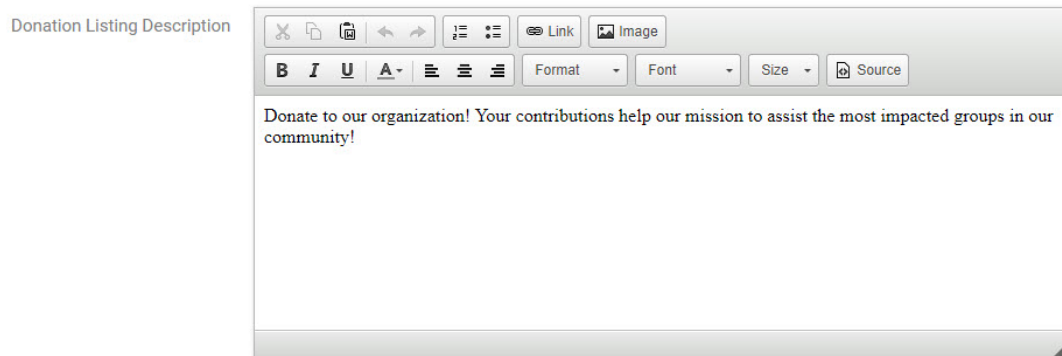 Donation Listing Description
Link Image
B I U A Format Font Size Source
Donate to our organization! Your contributions help our mission to assist the most impacted groups in our
community!